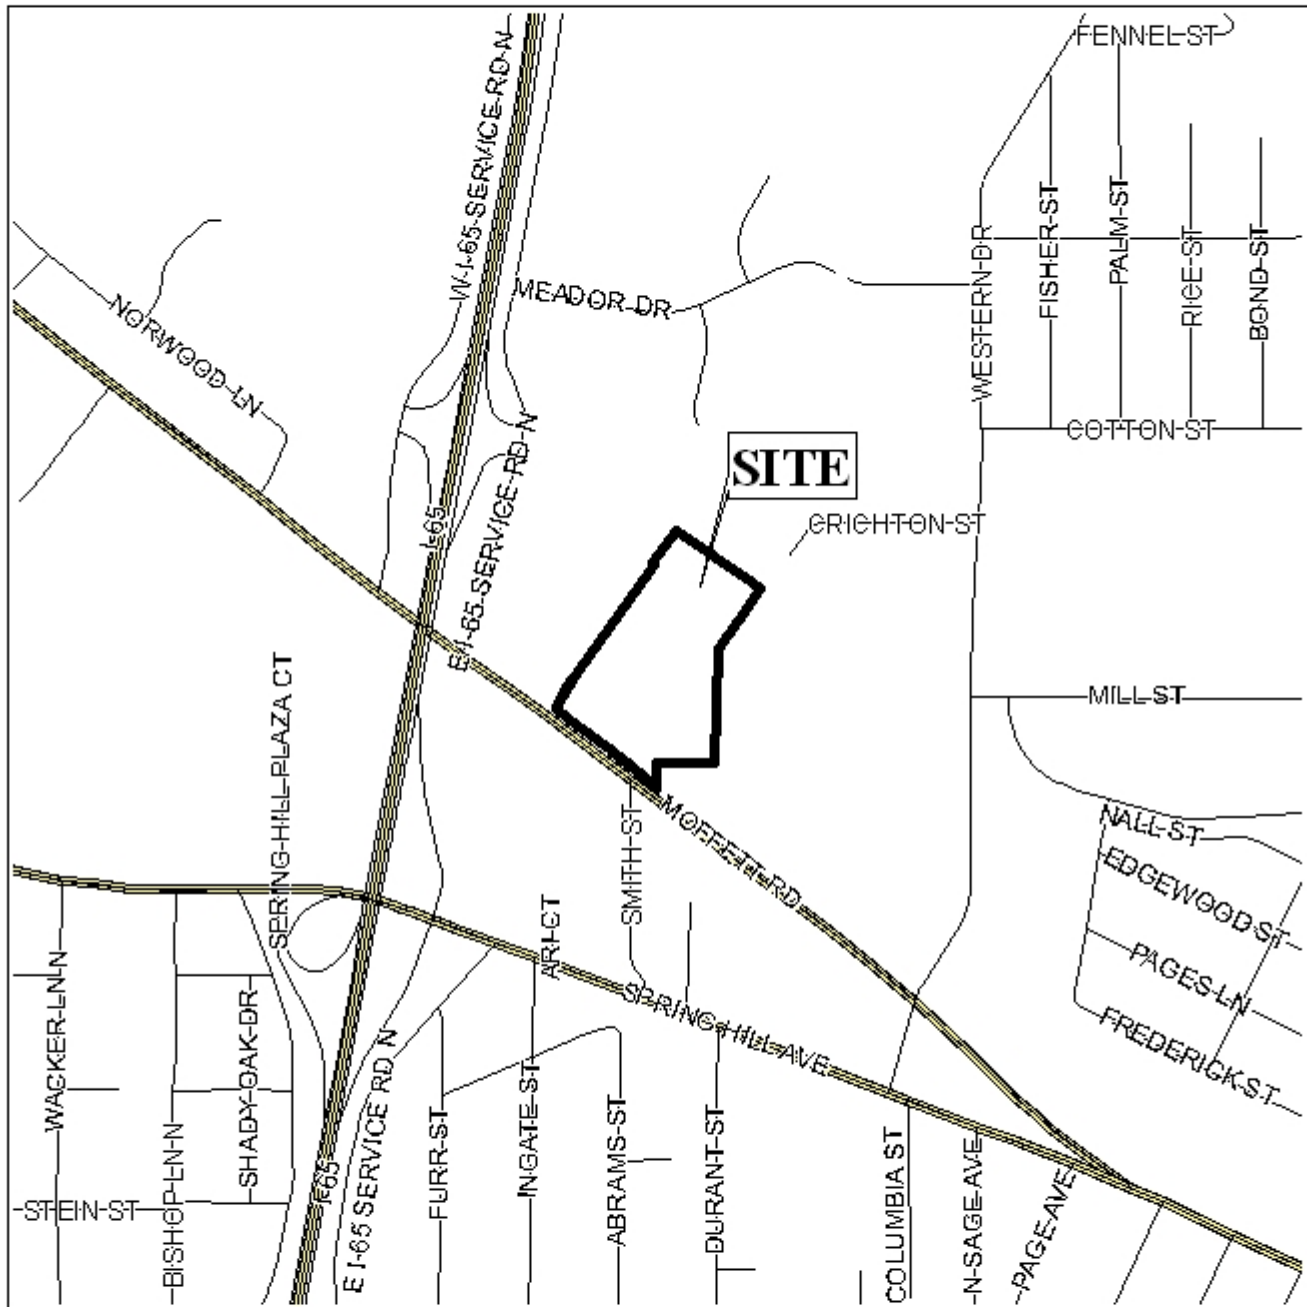 FENNEL ST
W I-65 SERVICE RD N
FISHER ST
PALM ST
RICE ST
BOND ST
WESTERN DR
MEADOR DR
NORWOOD LN
COTTON ST
SITE
CRICHTON ST
I-65
E I-65 SERVICE RD N
MILL ST
SPRING HILL PLAZA CT
SMITH ST
MOFFETT RD
NALL ST
EDGEWOOD ST
PAGES LN
FREDERICK ST
ARI CT
SPRING HILL AVE
WACKER LN N
SHADY OAK DR
BISHOP LN N
STEIN ST
I-65
E I-65 SERVICE RD N
FURR ST
INGATE ST
ABRAMS ST
DURANT ST
COLUMBIA ST
N SAGE AVE
PAGE AVE